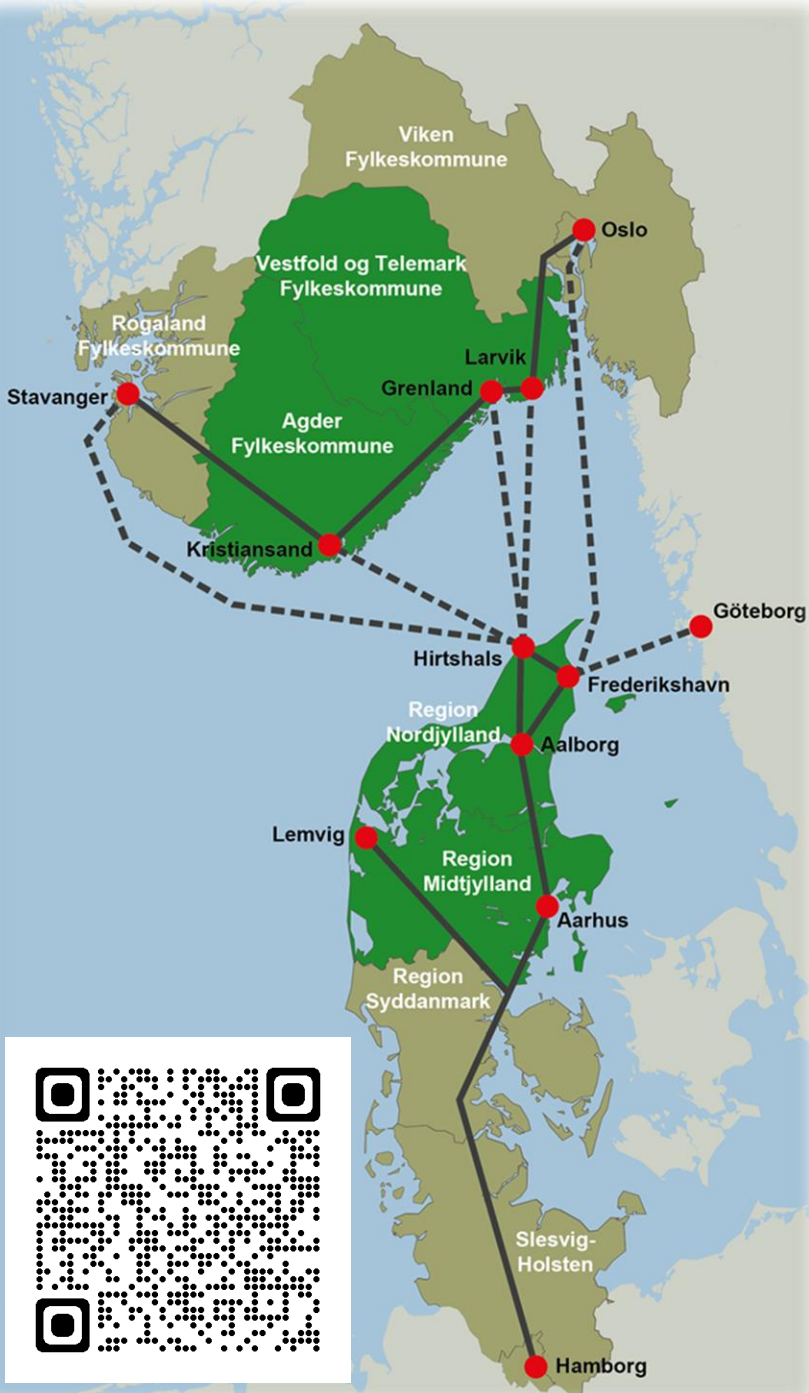 Viken
Fylkeskommune
Oslo
Vestfold og Telemark
Fylkeskommune
Rogaland
Fylkeskommune
Larvik
Grenland
Stavanger
Agder
Fylkeskommune
Kristiansand
Göteborg
Hirtshals
Frederikshavn
Region
Nordjylland
Aalborg
Lemvig
Region
Midtjylland
Aarhus
Region
Syddanmark
Slesvig-
Holsten
Hamborg